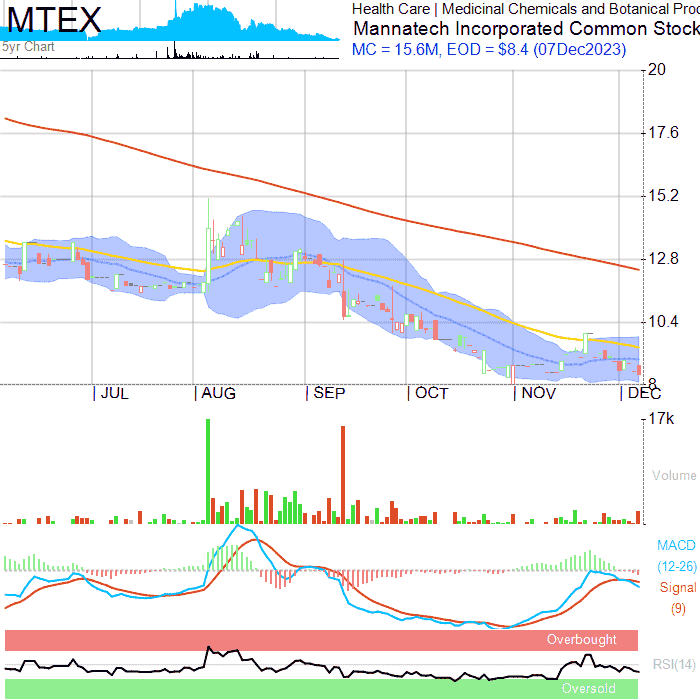 MTEX
5yr Chart
Health Care | Medicinal Chemicals and Botanical Proc
Mannatech Incorporated Common Stock
MC = 15.6M, EOD = $8.4 (07Dec2023)
20
17.6
15.2
12.8
10.4
8
JUL AUG SEP OCT NOV DEC
17k
Volume
MACD
(12-26)
Signal
(9)
Overbought
RSI(14)
Oversold